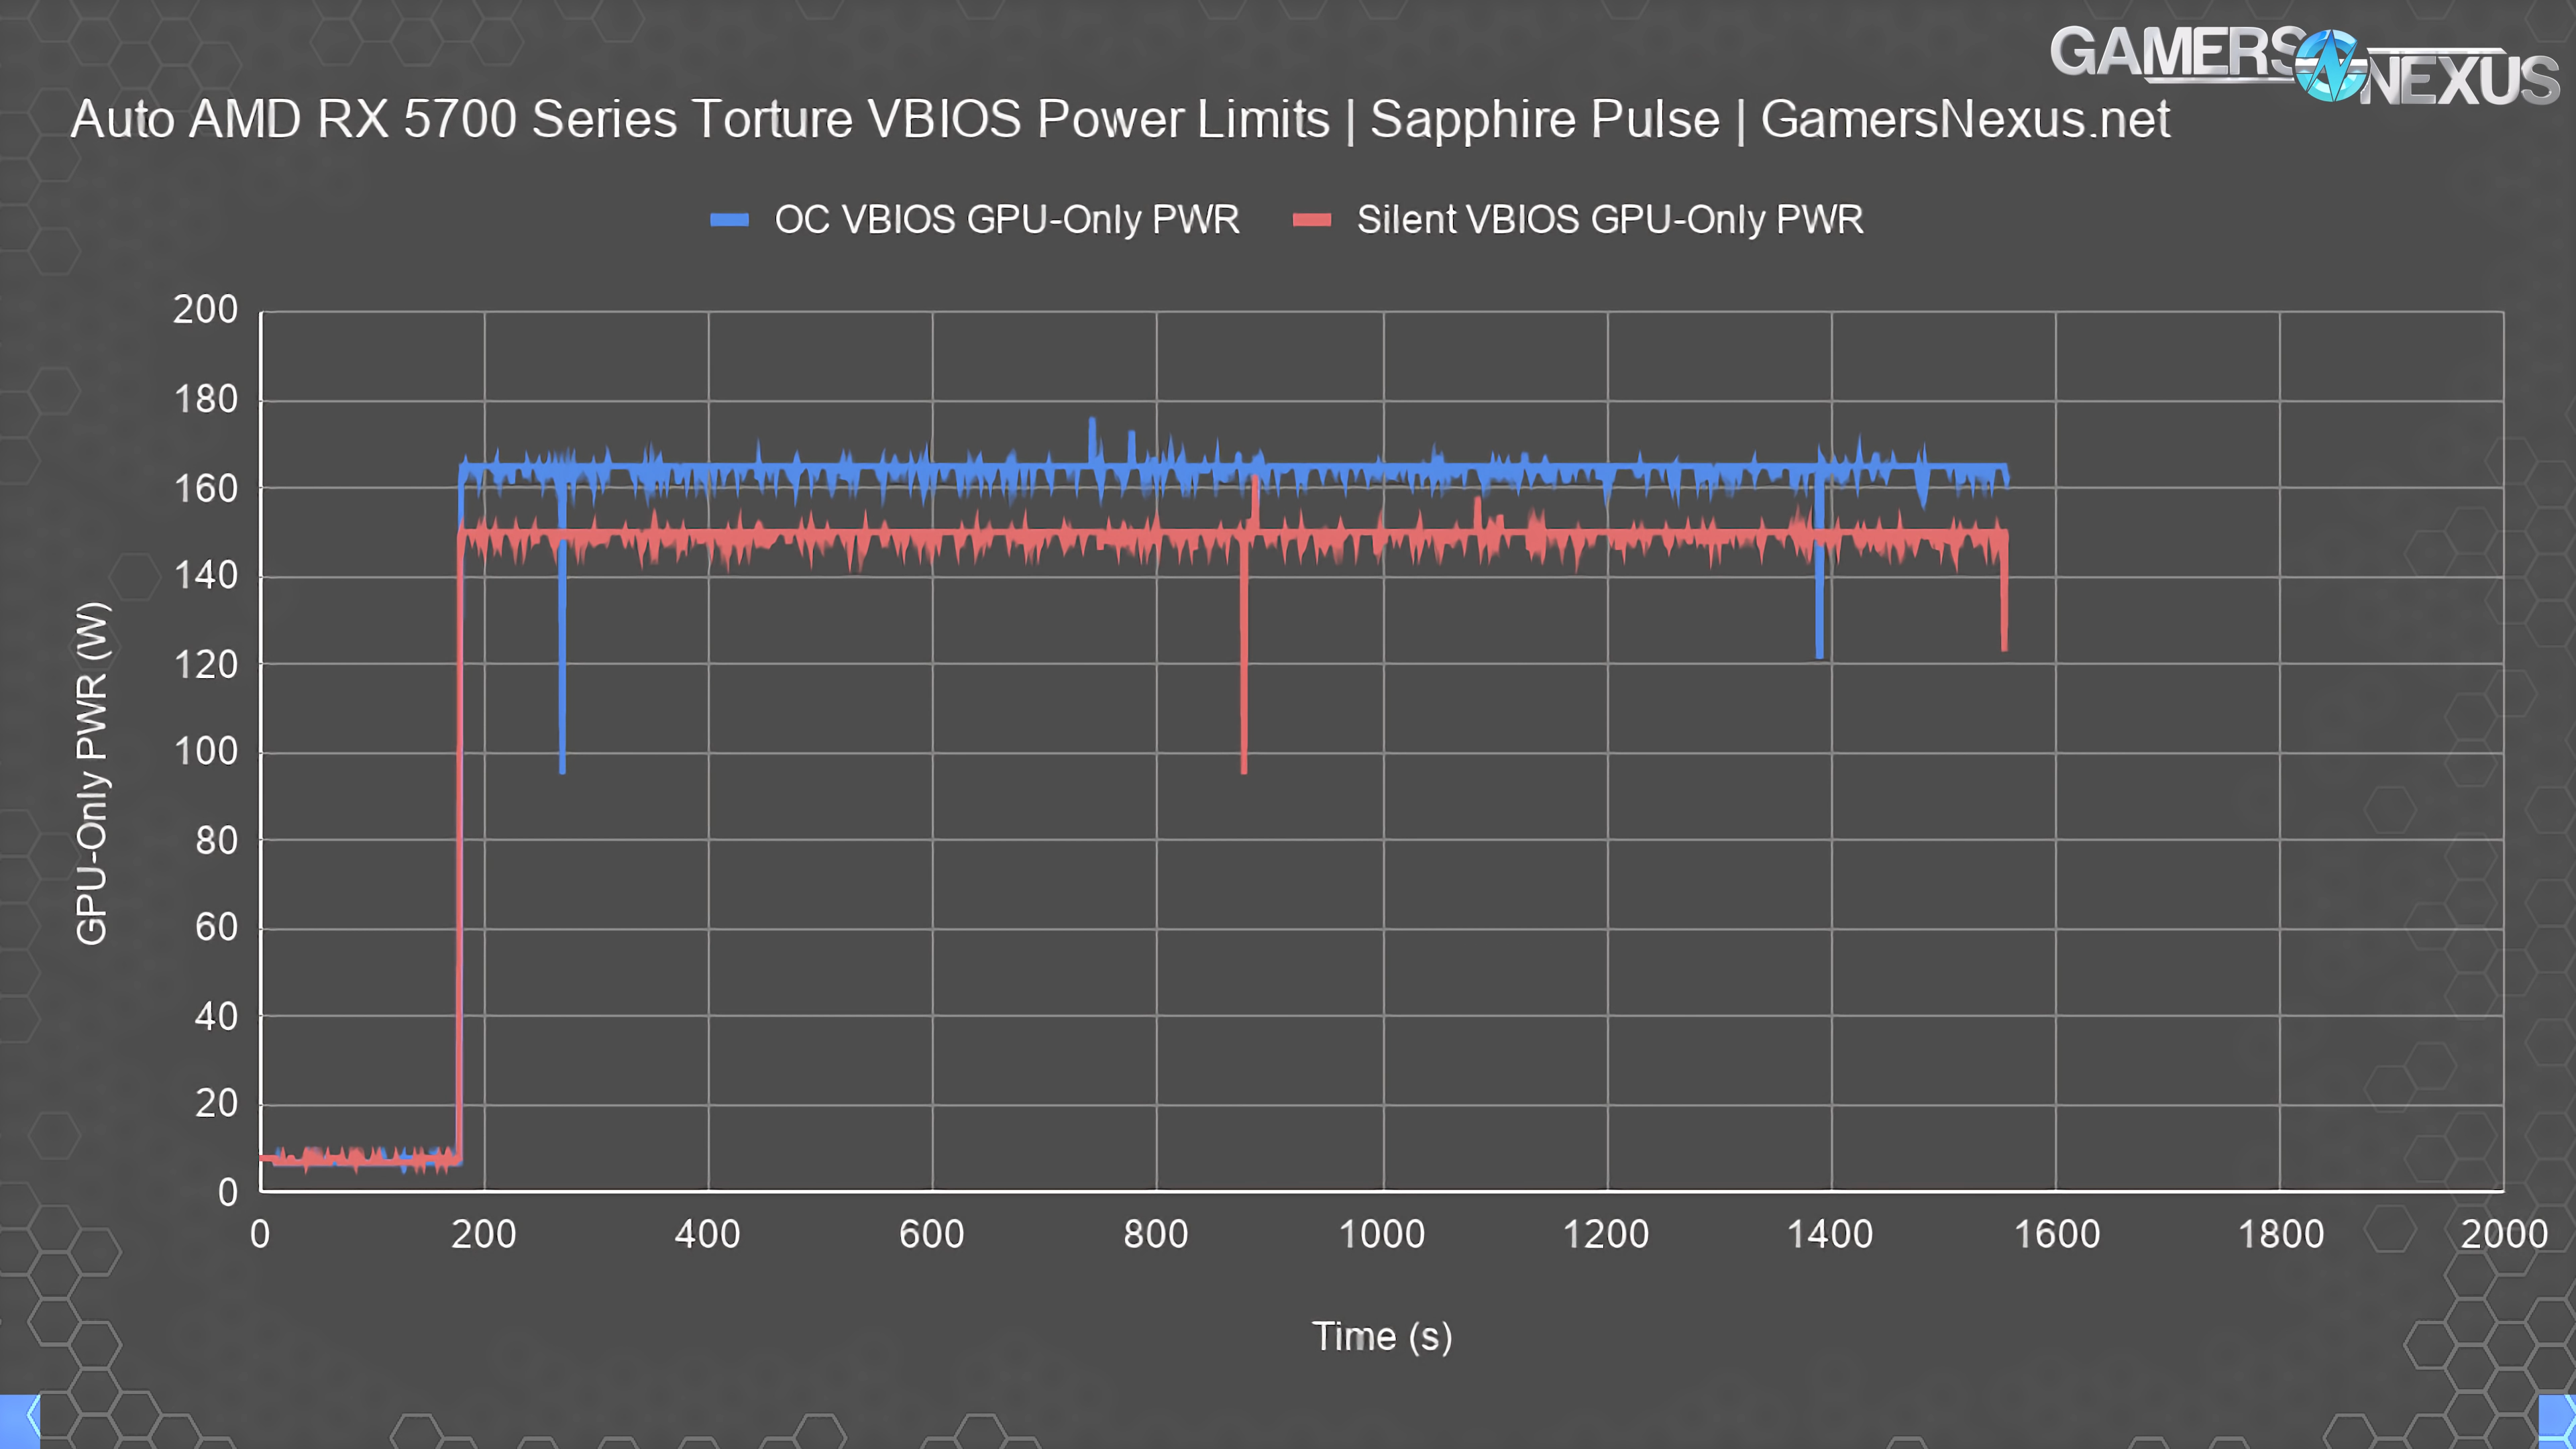 GAMERS NEXUS
Auto AMD RX 5700 Series Torture VBIOS Power Limits | Sapphire Pulse | GamersNexus.net
OC VBIOS GPU-Only PWR Silent VBIOS GPU-Only PWR
200
180
160
140
120
100
80
60
40
20
0
GPU-Only PWR (W)
0 200 400 600 800 1000 1200 1400 1600 1800 2000
Time (s)